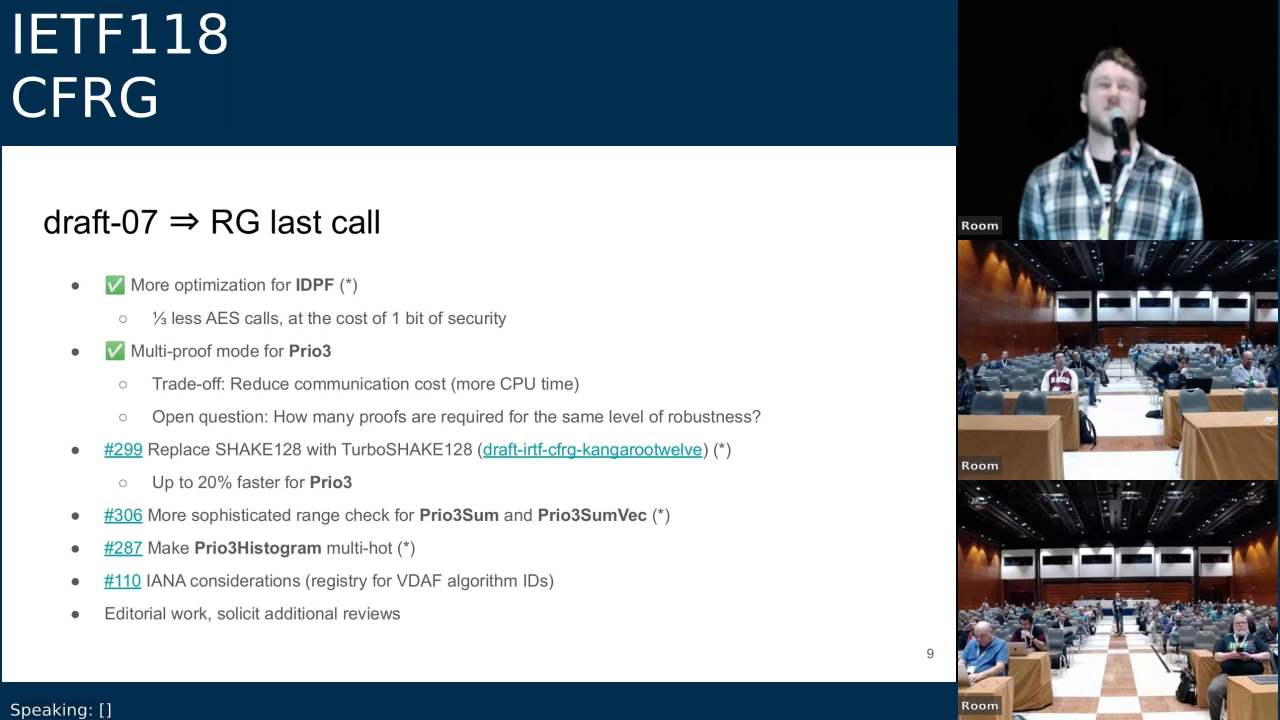 IETF118
CFRG
draft-07 ⇒ RG last call
● ✅ More optimization for IDPF (*)
○ ⅓ less AES calls, at the cost of 1 bit of security
● ✅ Multi-proof mode for Prio3
○ Trade-off: Reduce communication cost (more CPU time)
○ Open question: How many proofs are required for the same level of robustness?
● #299 Replace SHAKE128 with TurboSHAKE128 (draft-irtf-cfrg-kangarootwelve) (*)
○ Up to 20% faster for Prio3
● #306 More sophisticated range check for Prio3Sum and Prio3SumVec (*)
● #287 Make Prio3Histogram multi-hot (*)
● #110 IANA considerations (registry for VDAF algorithm IDs)
● Editorial work, solicit additional reviews
9
Speaking: []
Room
Room
Room